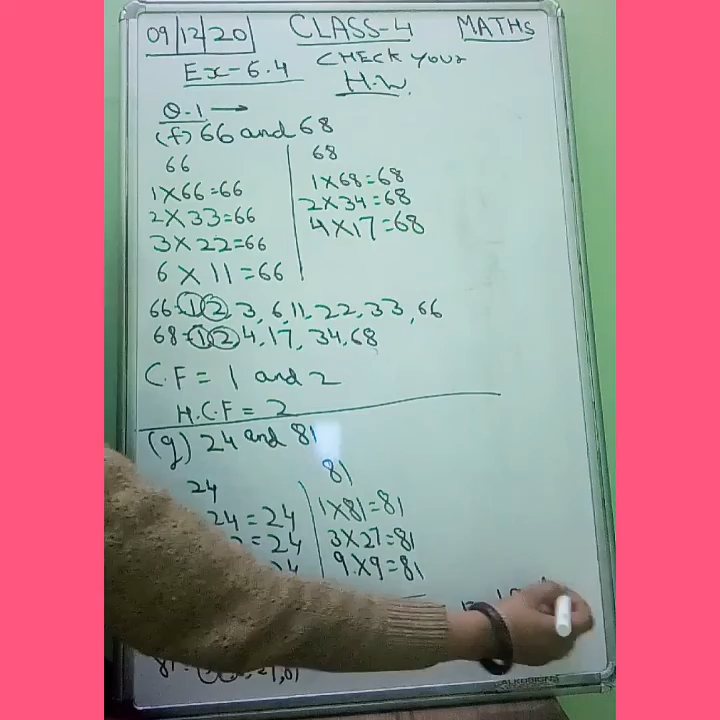 09/12/20 CLASS-4 MATHS
Ex-6.4 CHECK YOUR
H.W.
Q.1 →
(f) 66 and 68
66 68
1×66=66 1×68=68
2×33=66 2×34=68
3×22=66 4×17=68
6×11=66
66=1,2,3,6,11,22,33,66
68=1,2,4,17,34,68
C.F= 1 and 2
H.C.F= 2
(g) 24 and 81
24 81
24=24 1×81=81
=24 3×27=81
24 9×9=81
81